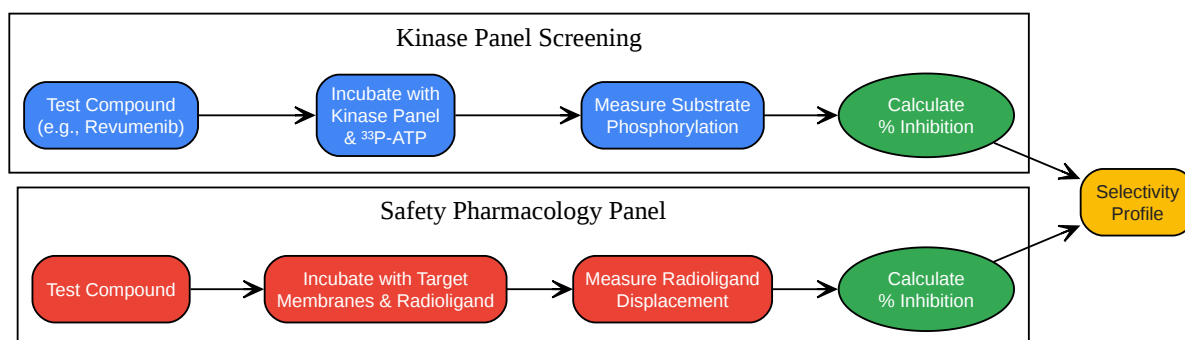 Kinase Panel Screening
Test Compound
(e.g., Revumenib)
Incubate with
Kinase Panel
& ³³P-ATP
Measure Substrate
Phosphorylation
Calculate
% Inhibition
Selectivity
Profile
Safety Pharmacology Panel
Test Compound
Incubate with Target
Membranes & Radioligand
Measure Radioligand
Displacement
Calculate
% Inhibition